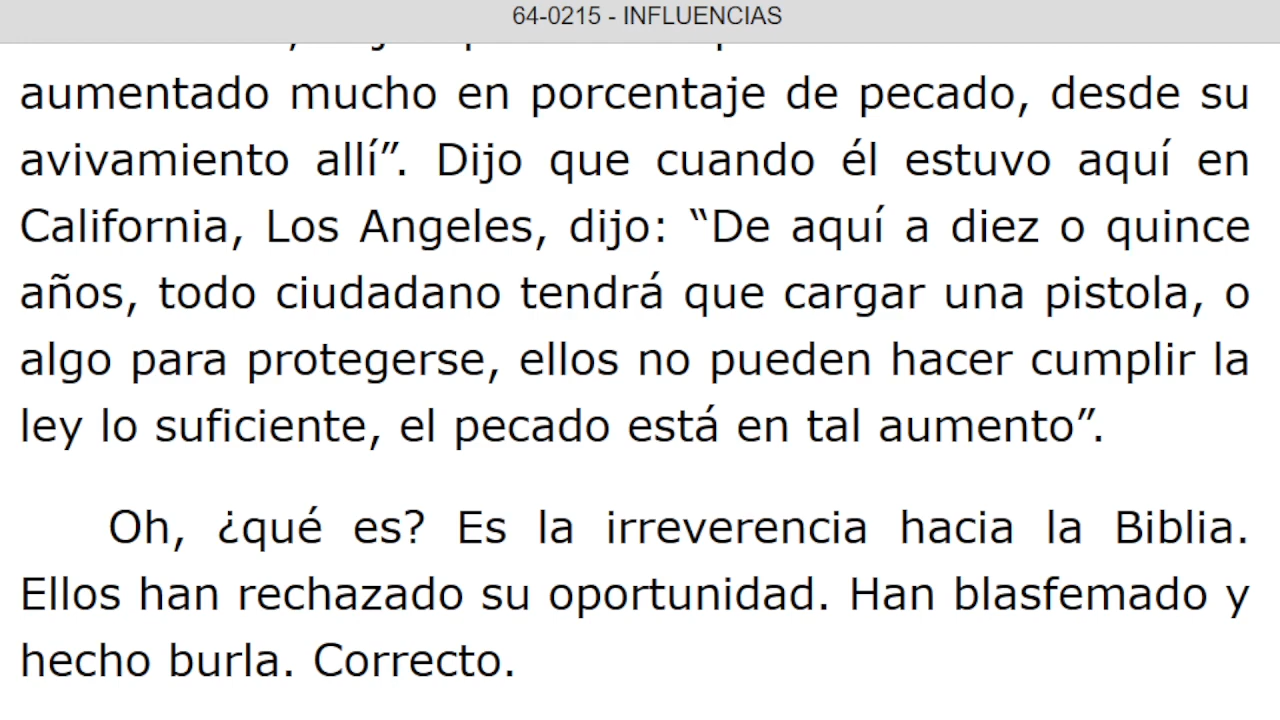 64-0215 - INFLUENCIAS
aumentado mucho en porcentaje de pecado, desde su
avivamiento allí”. Dijo que cuando él estuvo aquí en
California, Los Angeles, dijo: “De aquí a diez o quince
años, todo ciudadano tendrá que cargar una pistola, o
algo para protegerse, ellos no pueden hacer cumplir la
ley lo suficiente, el pecado está en tal aumento”.
Oh, ¿qué es? Es la irreverencia hacia la Biblia.
Ellos han rechazado su oportunidad. Han blasfemado y
hecho burla. Correcto.